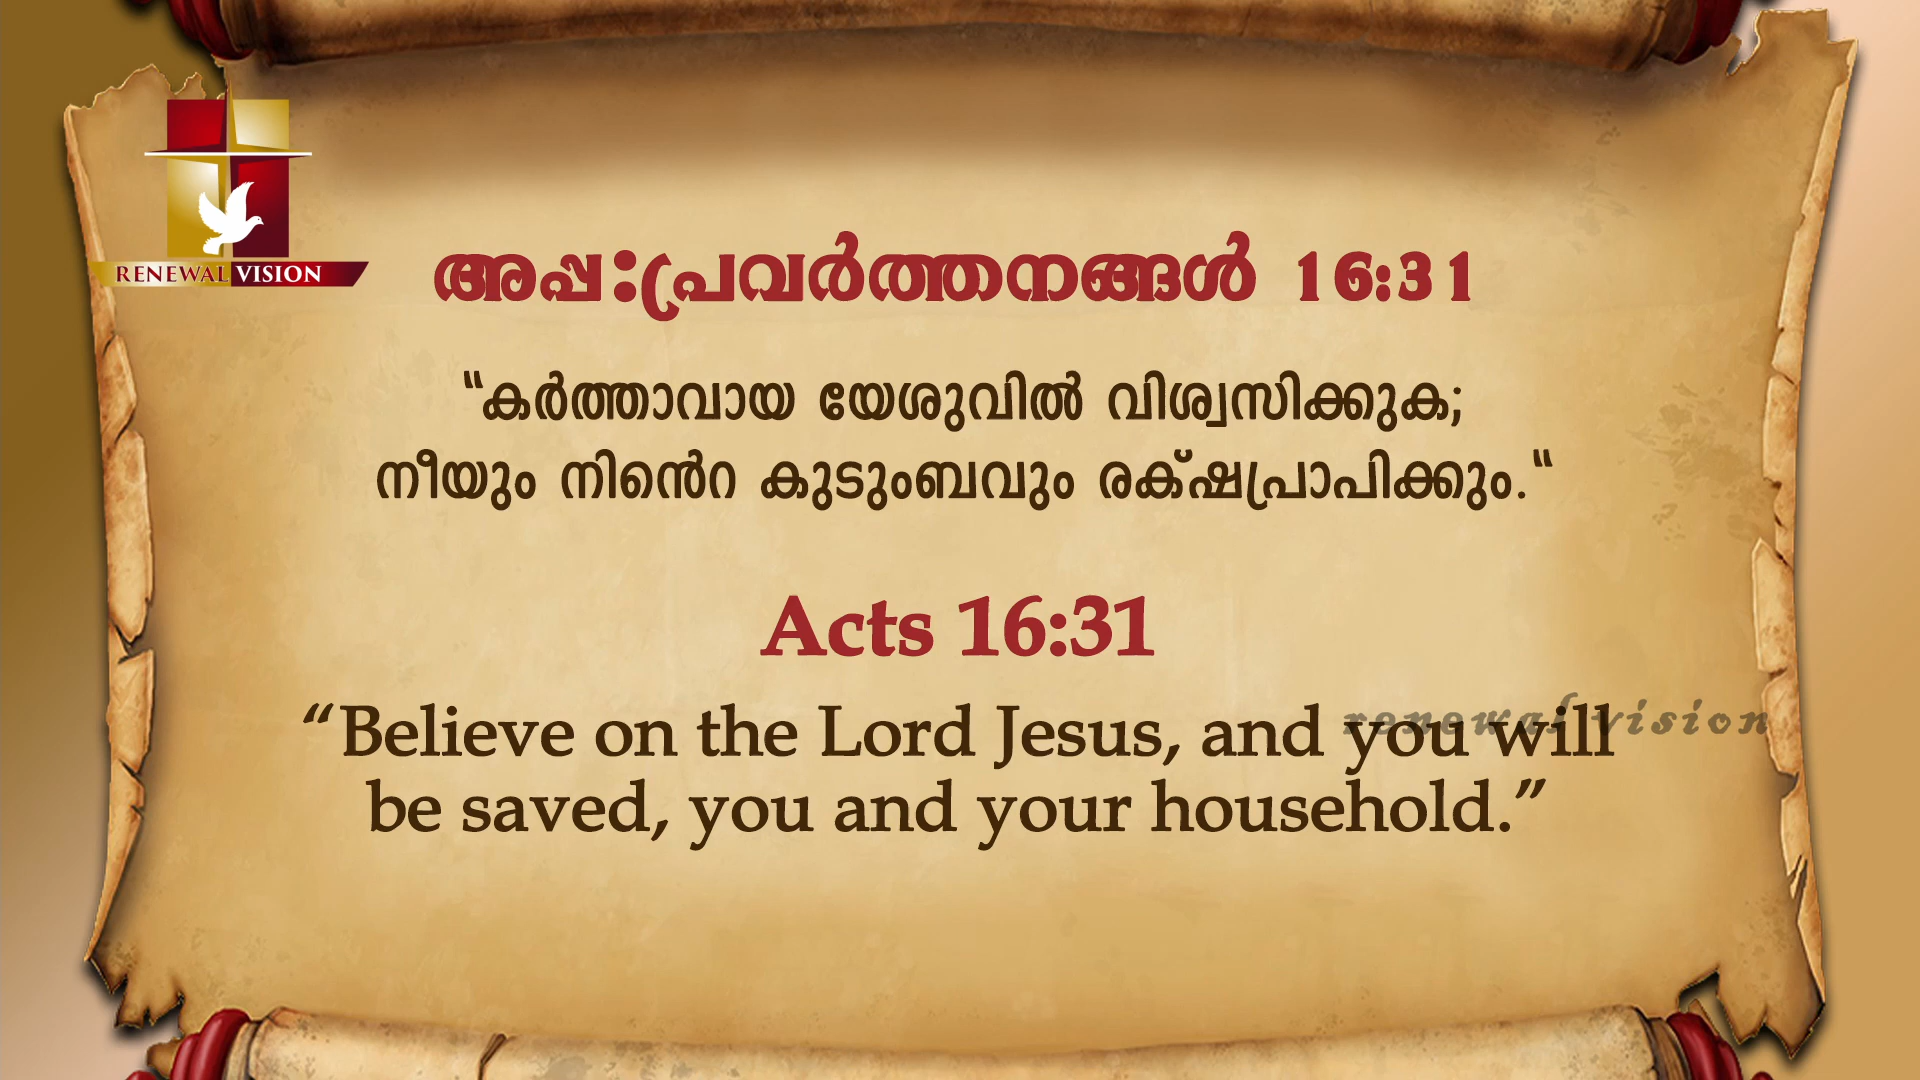 RENEWAL VISION
അപ്പ:പ്രവർത്തനങ്ങൾ 16:31
“കർത്താവായ യേശുവിൽ വിശ്വസിക്കുക;
നീയും നിൻെറ കുടുംബവും രക്ഷപ്രാപിക്കും.“
Acts 16:31
“Believe on the Lord Jesus, and you will
renewal vision
be saved, you and your household.”